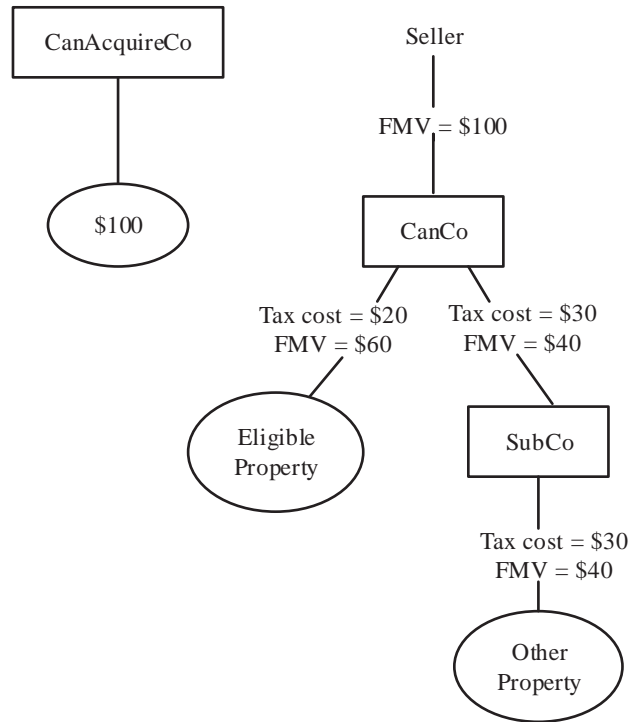 CanAcquireCo
$100
Seller
FMV = $100
CanCo
Tax cost = $20
FMV = $60
Tax cost = $30
FMV = $40
Eligible
Property
SubCo
Tax cost = $30
FMV = $40
Other
Property